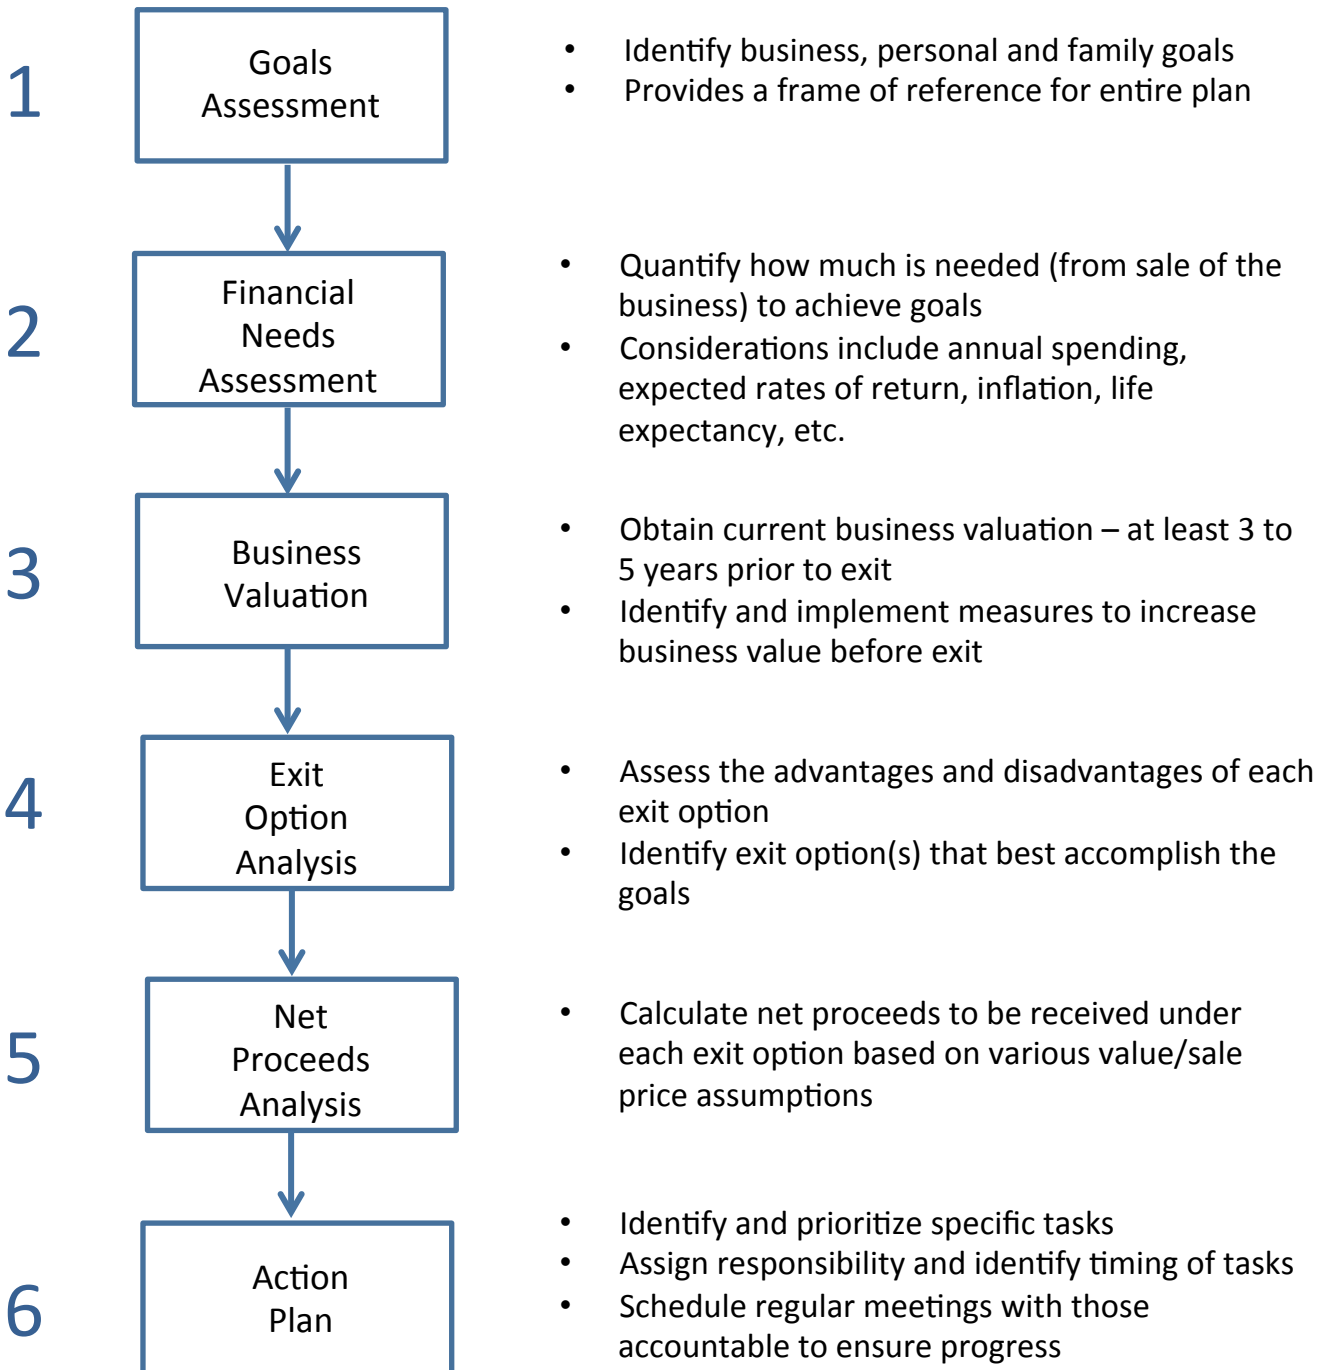 1
Goals
Assessment
• Identify business, personal and family goals
• Provides a frame of reference for entire plan
2
Financial
Needs
Assessment
• Quantify how much is needed (from sale of the
business) to achieve goals
• Considerations include annual spending,
expected rates of return, inflation, life
expectancy, etc.
3
Business
Valuation
• Obtain current business valuation – at least 3 to
5 years prior to exit
• Identify and implement measures to increase
business value before exit
4
Exit
Option
Analysis
• Assess the advantages and disadvantages of each
exit option
• Identify exit option(s) that best accomplish the
goals
5
Net
Proceeds
Analysis
• Calculate net proceeds to be received under
each exit option based on various value/sale
price assumptions
6
Action
Plan
• Identify and prioritize specific tasks
• Assign responsibility and identify timing of tasks
• Schedule regular meetings with those
accountable to ensure progress